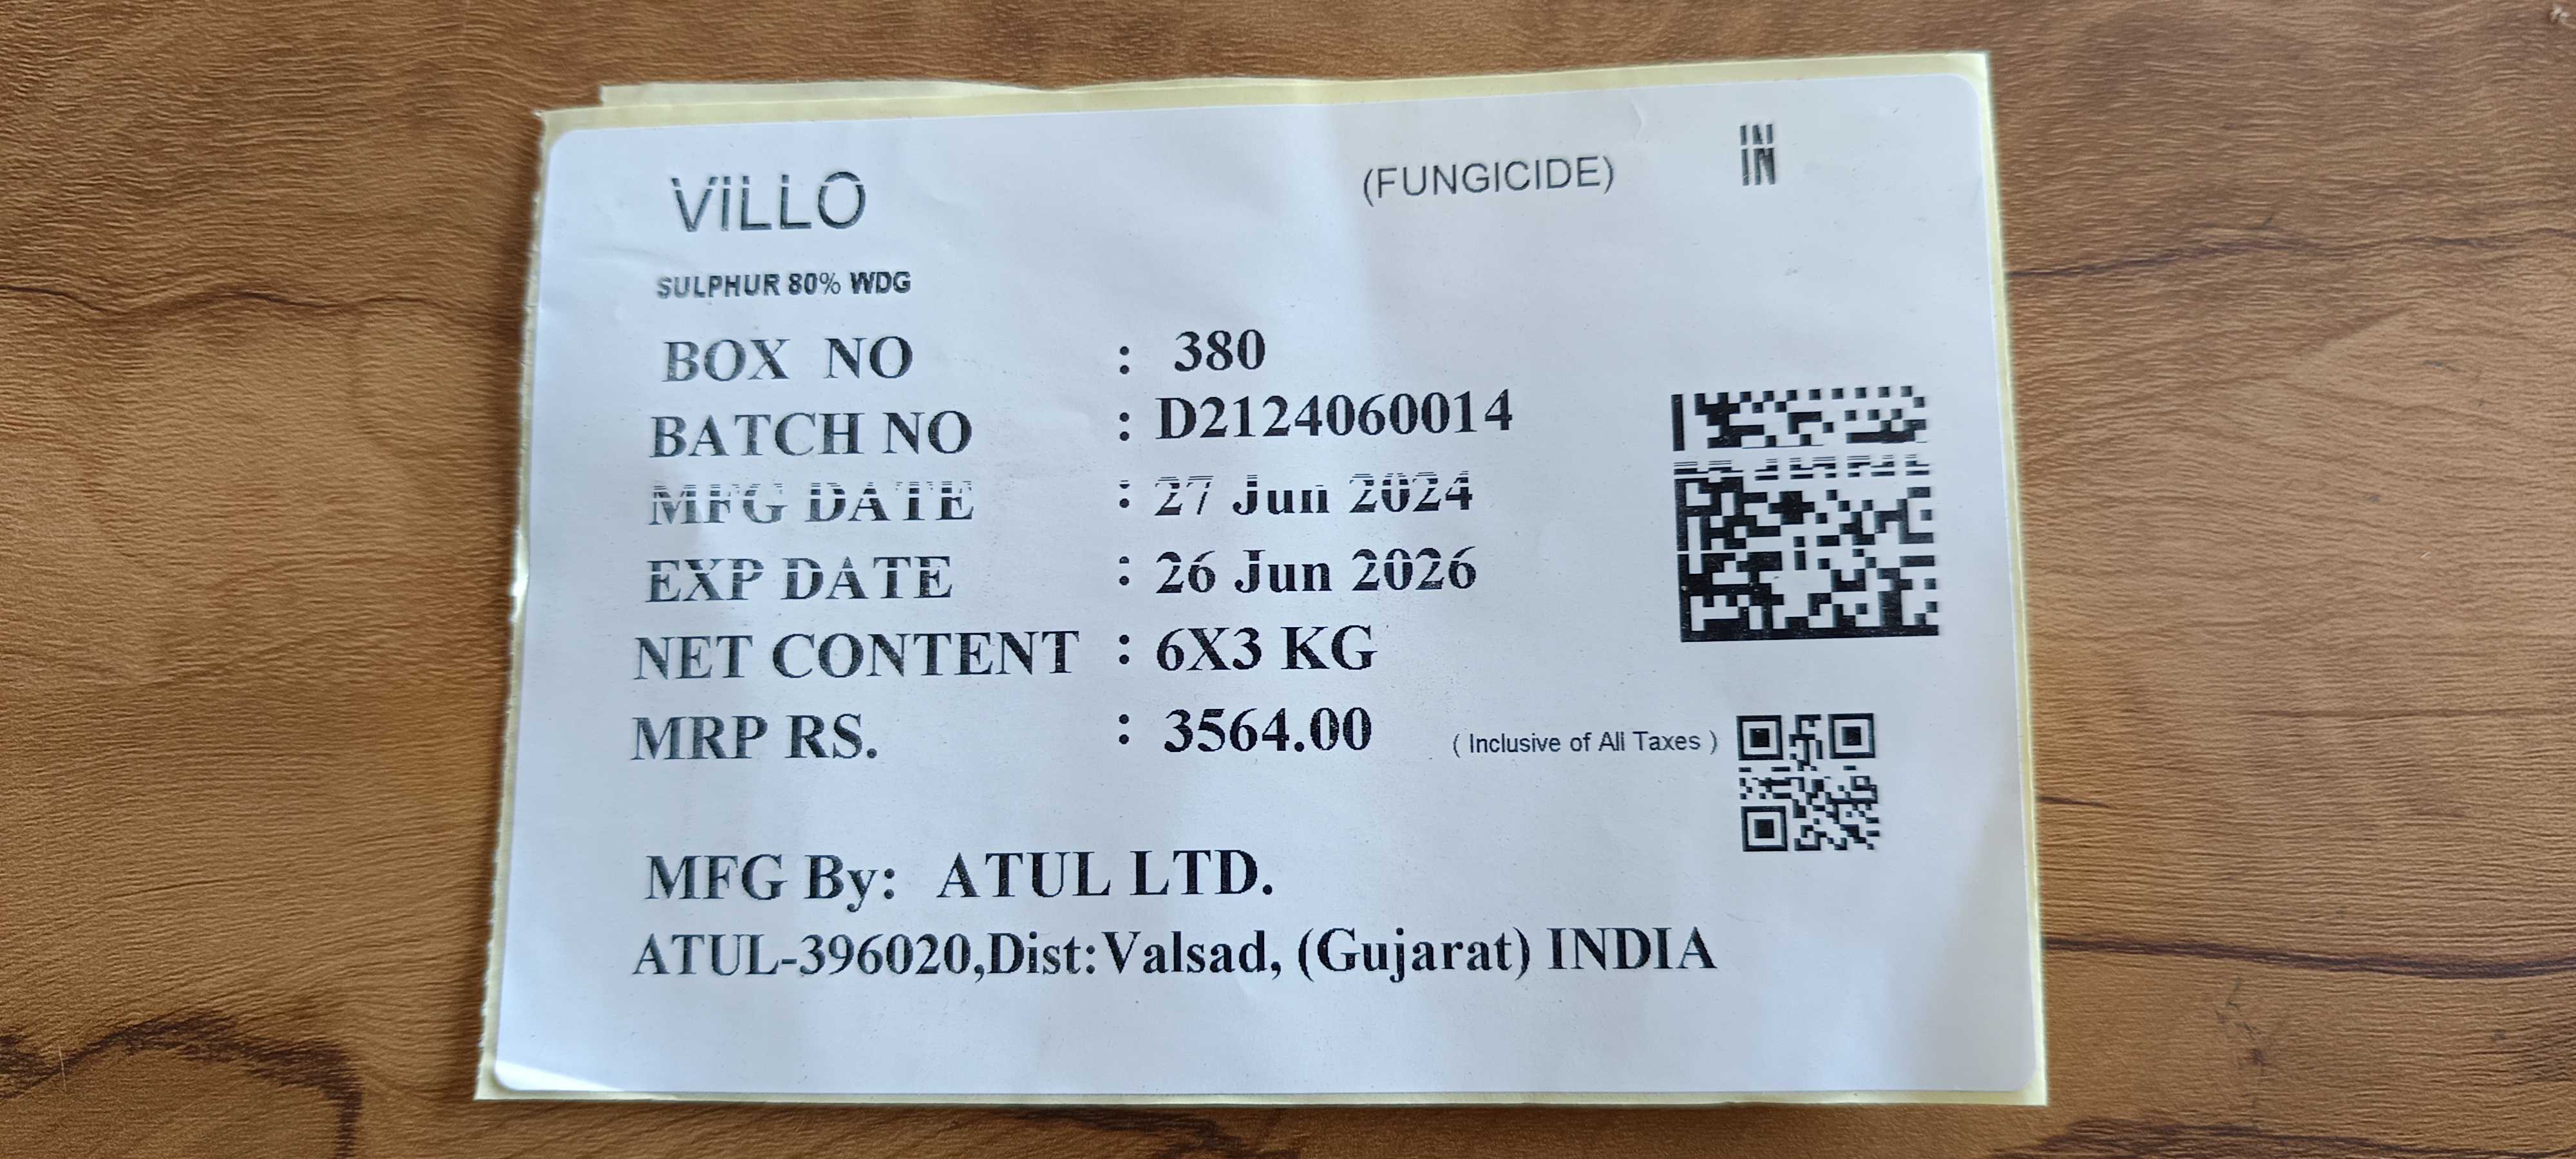 VILLO (FUNGICIDE) IN
SULPHUR 80% WDG
BOX NO : 380
BATCH NO : D2124060014
MFG DATE : 27 Jun 2024
EXP DATE : 26 Jun 2026
NET CONTENT : 6X3 KG
MRP RS. : 3564.00 ( Inclusive of All Taxes )
MFG By: ATUL LTD.
ATUL-396020,Dist:Valsad, (Gujarat) INDIA